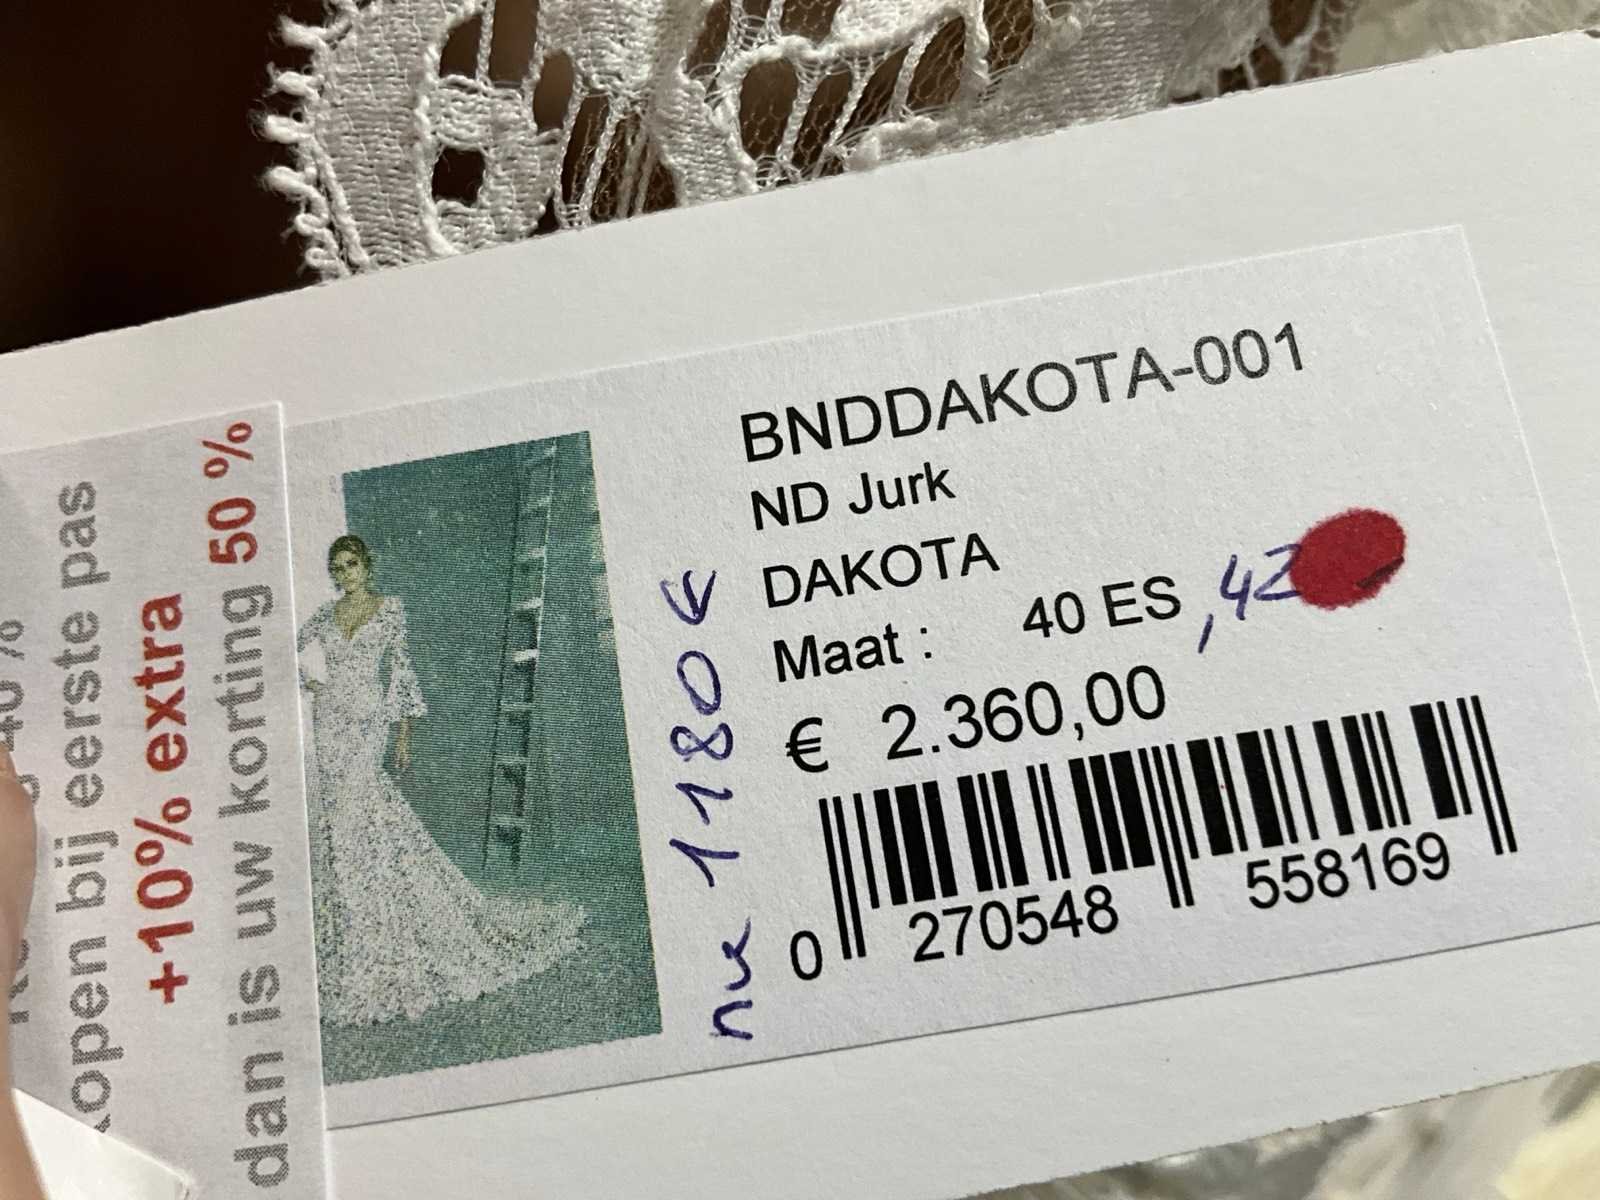 40%
kopen bij eerste pas
+10% extra
dan is uw korting 50 %
BNDDAKOTA-001
ND Jurk
DAKOTA
Maat : 40 ES , 42
€ 2.360,00
nu 1180€
0 270548 558169